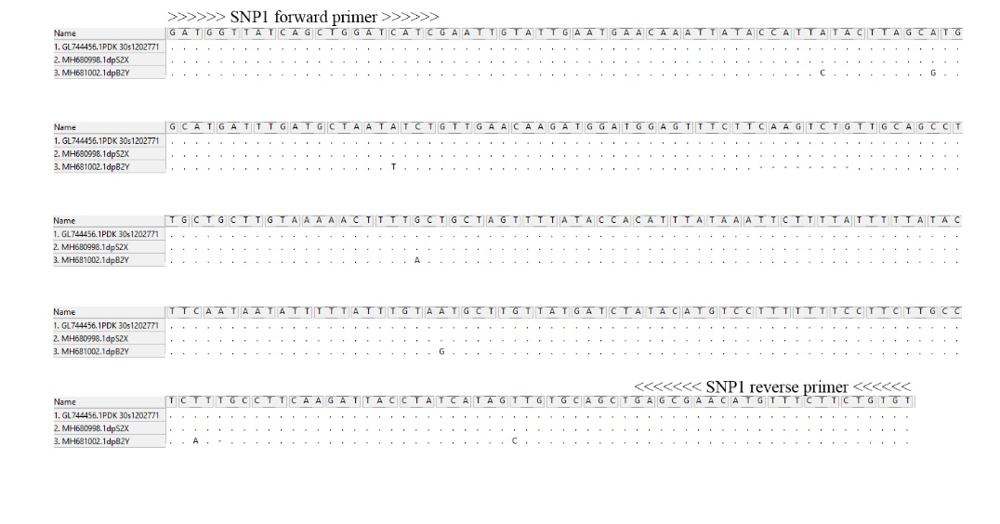 >>>>>> SNP1 forward primer >>>>>>
Name G A T G G T T A T C A G C T G G A T C A T C G A A T T G T A T T G A A T G A A C A A A T T A T A C C A T T A T A C T T A G C A T G
1. GL744456.1PDK 30s1202771
2. MH680998.1dpS2X
3. MH681002.1dpB2Y C G
Name G C A T G A T T T G A T G C T A A T A T C T G T T G A A C A A G A T G G A T G G A G T T T C T T C A A G T C T G T T G C A G C C T
1. GL744456.1PDK 30s1202771
2. MH680998.1dpS2X
3. MH681002.1dpB2Y T - - - - - - - -
Name T G C T G C T T G T A A A A A C T T T T G C T G C T A G T T T T A T A C C A C A T T T A T A A A T T C T T T T A T T T T T A T A C
1. GL744456.1PDK 30s1202771
2. MH680998.1dpS2X
3. MH681002.1dpB2Y A
Name T T C A A T A A T A T T T T T A T T T G T A A T G C T T G T T A T G A T C T A T A C A T G T C C T T T T T T T C C T T C T T G C C
1. GL744456.1PDK 30s1202771
2. MH680998.1dpS2X
3. MH681002.1dpB2Y G
<<<<<<< SNP1 reverse primer <<<<<<
Name T C T T T G C C T T C A A G A T T A C C T A T C A T A G T T G T G C A G C T G A G C G A A C A T G T T T C T T C T G T G T
1. GL744456.1PDK 30s1202771
2. MH680998.1dpS2X
3. MH681002.1dpB2Y A - C